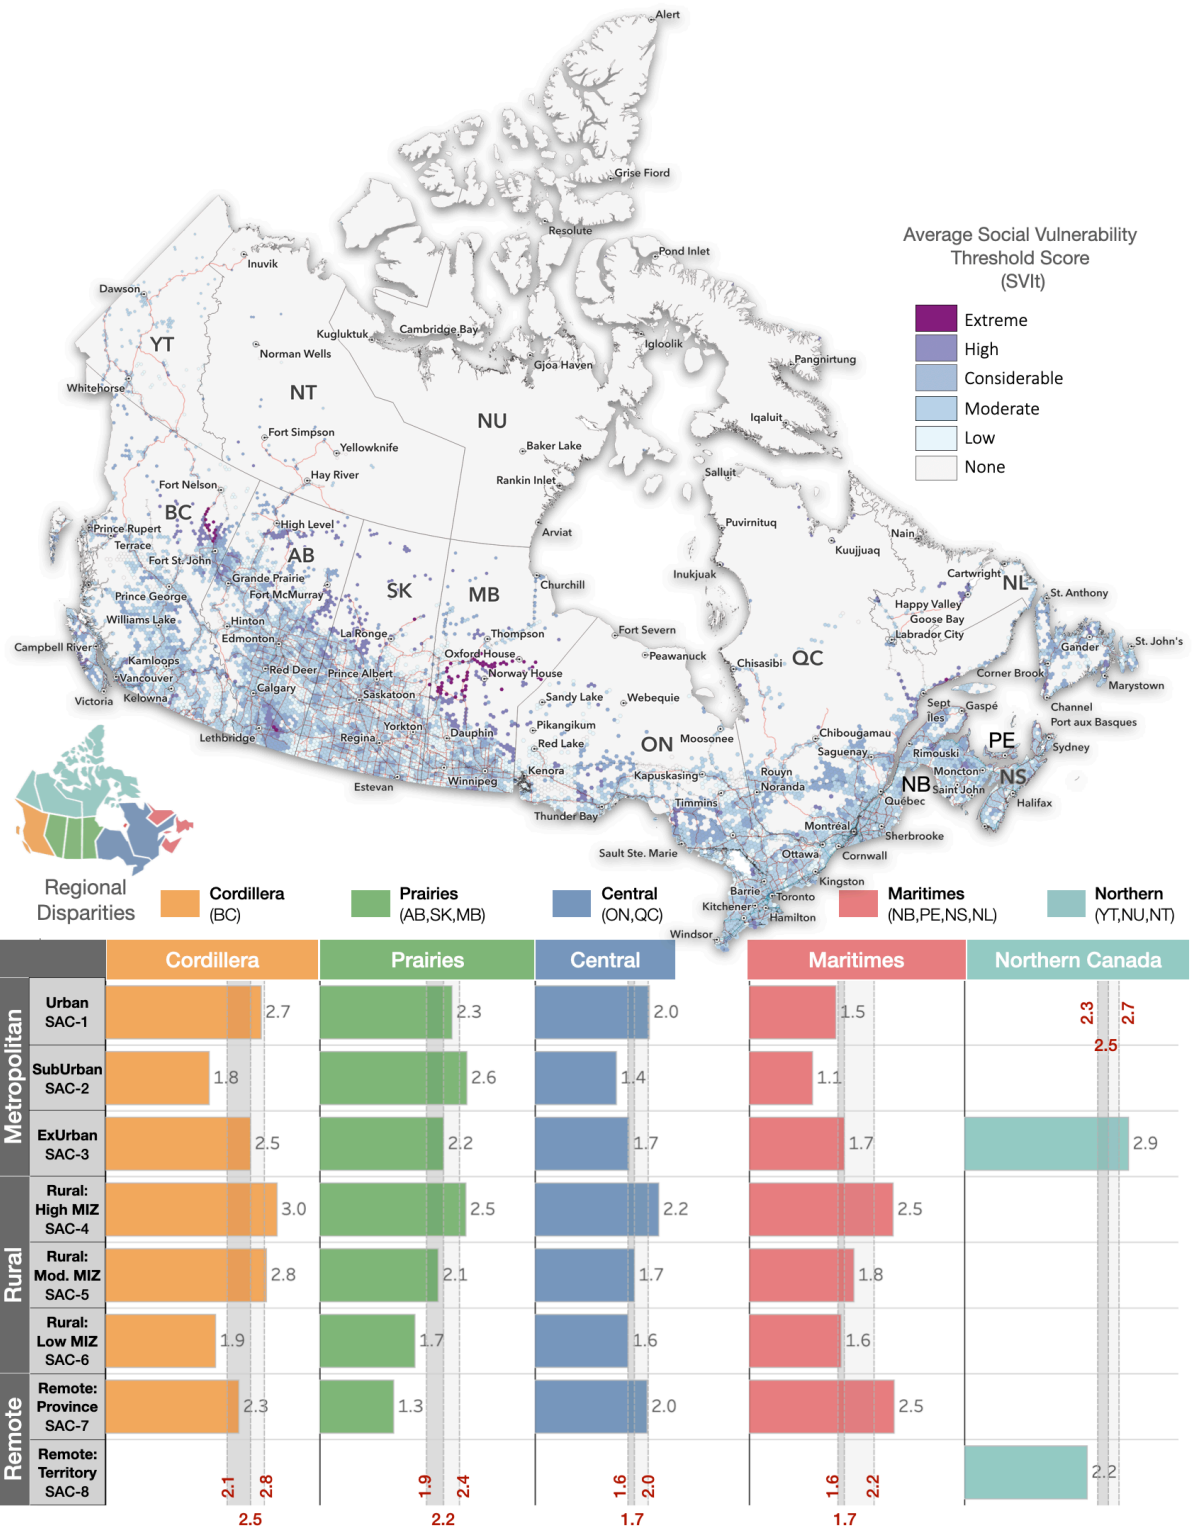 Alert
Grise Fiord
Resolute
Pond Inlet
Average Social Vulnerability
Threshold Score
(SVIt)
Extreme
High
Considerable
Moderate
Low
None
Inuvik
Dawson
Kugluktuk
Cambridge Bay
Igloolik
YT
Norman Wells
Gjoa Haven
Pangnirtung
Whitehorse
NT
NU
Iqaluit
Fort Simpson
Yellowknife
Baker Lake
Hay River
Rankin Inlet
Salluit
Fort Nelson
BC
Prince Rupert
High Level
Arviat
Puvirnituq
Nain
Terrace
AB
Kuujjuaq
Fort St. John
Inukjuak
Cartwright
NL
Grande Prairie
Churchill
St. Anthony
Prince George
Fort McMurray
SK
MB
Happy Valley
Goose Bay
Williams Lake
Hinton
Edmonton
La Ronge
Thompson
Fort Severn
Labrador City
Gander
St. John's
Campbell River
Oxford House
Peawanuck
QC
Kamloops
Red Deer
Prince Albert
Norway House
Chisasibi
Corner Brook
Vancouver
Calgary
Saskatoon
Sandy Lake
Webequie
Marystown
Victoria
Kelowna
Sept
Îles
Gaspé
Channel
Port aux Basques
Lethbridge
Regina
Yorkton
Dauphin
Pikangikum
Red Lake
ON
Moosonee
Chibougamau
Saguenay
Rimouski
PE
Sydney
Estevan
Winnipeg
Kenora
Kapuskasing
Rouyn
Noranda
Moncton
NB
Saint John
NS
Thunder Bay
Timmins
Québec
Halifax
Montréal
Sherbrooke
Sault Ste. Marie
Ottawa
Cornwall
Kingston
Barrie
Toronto
Kitchener
Hamilton
Windsor
Regional
Disparities
Cordillera
(BC)
Prairies
(AB,SK,MB)
Central
(ON,QC)
Maritimes
(NB,PE,NS,NL)
Northern
(YT,NU,NT)
Cordillera Prairies Central Maritimes Northern Canada
Metropolitan
Urban
SAC-1
2.7 2.3 2.0 1.5
2.3 2.7
2.5
SubUrban
SAC-2
1.8 2.6 1.4 1.1
ExUrban
SAC-3
2.5 2.2 1.7 1.7 2.9
Rural
Rural:
High MIZ
SAC-4
3.0 2.5 2.2 2.5
Rural:
Mod. MIZ
SAC-5
2.8 2.1 1.7 1.8
Rural:
Low MIZ
SAC-6
1.9 1.7 1.6 1.6
Remote
Remote:
Province
SAC-7
2.3 1.3 2.0 2.5
Remote:
Territory
SAC-8
2.2
2.1 2.8 1.9 2.4 1.6 2.0 1.6 2.2
2.5 2.2 1.7 1.7